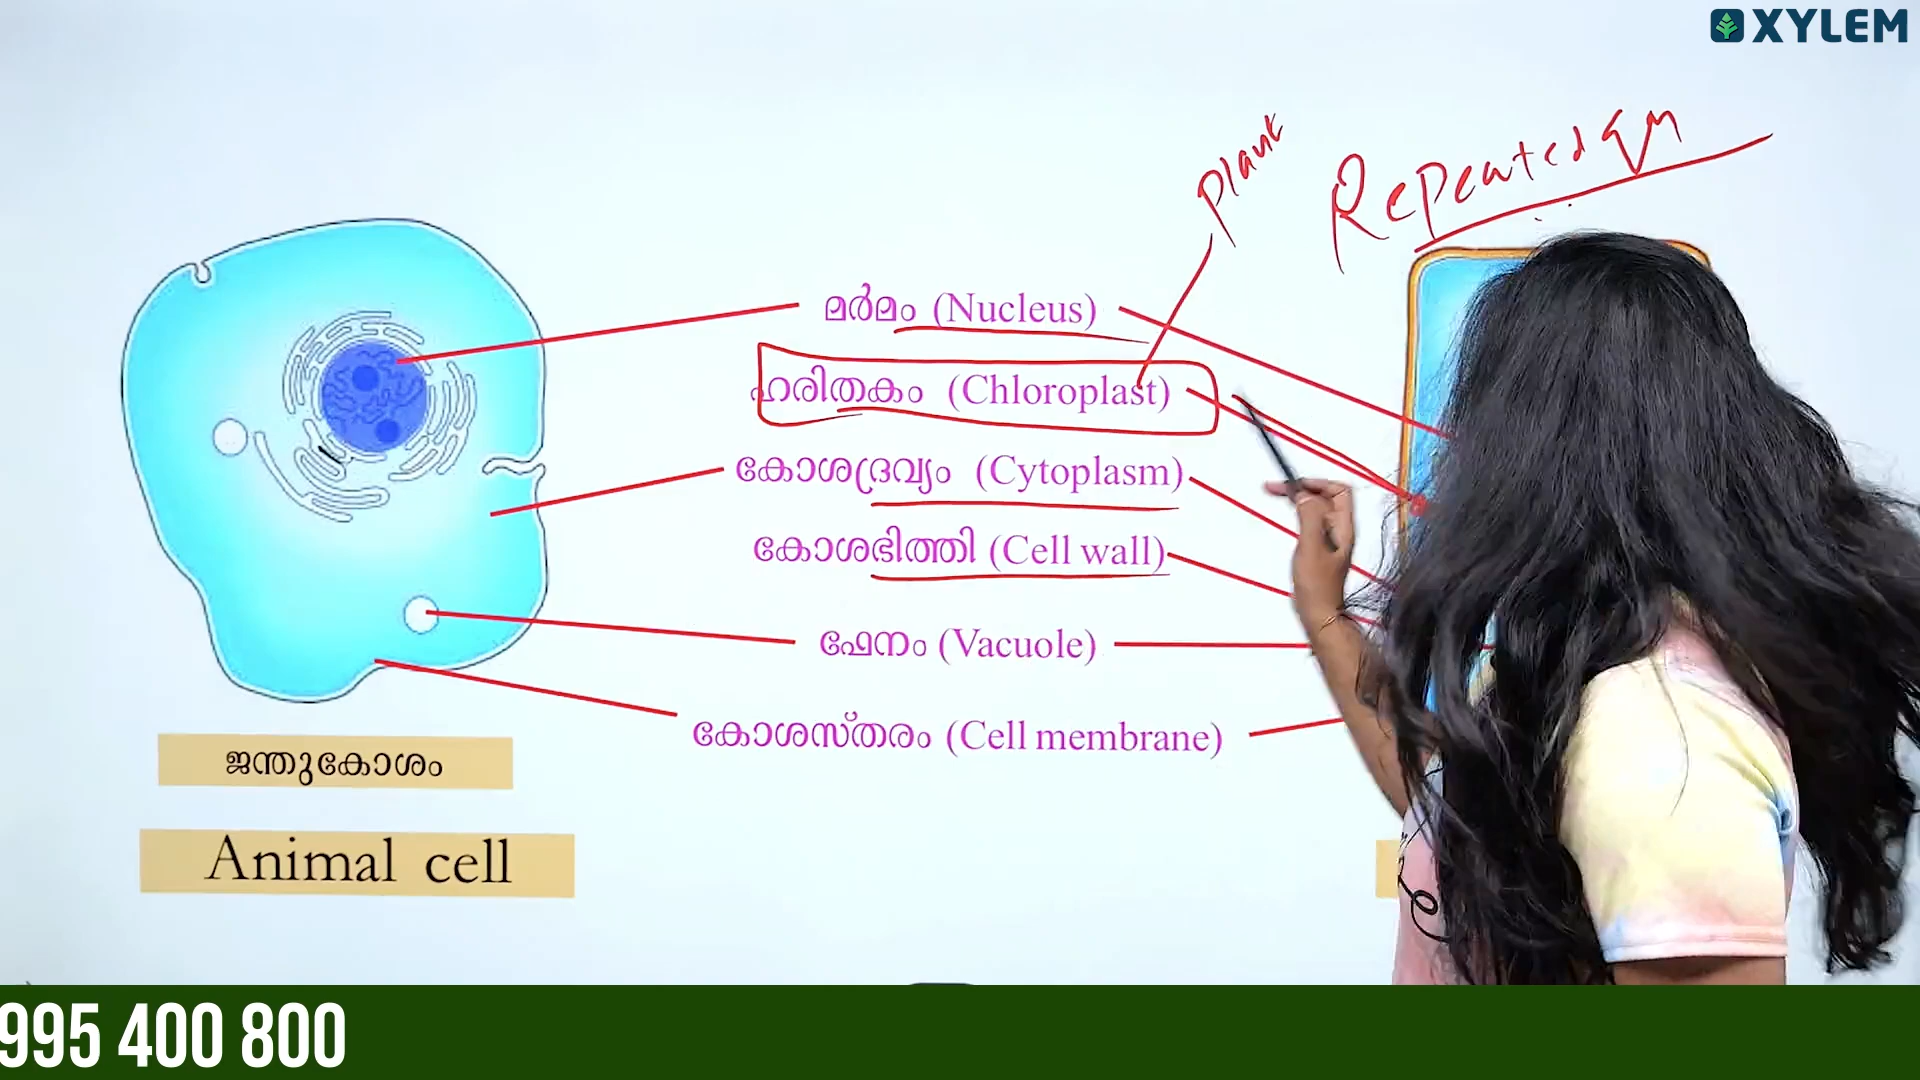 XYLEM
plant
Repeated Qn
മർമം (Nucleus)
ഹരിതകം (Chloroplast)
കോശദ്രവ്യം (Cytoplasm)
കോശഭിത്തി (Cell wall)
ഫേനം (Vacuole)
കോശസ്തരം (Cell membrane)
ജന്തുകോശം
Animal cell
995 400 800